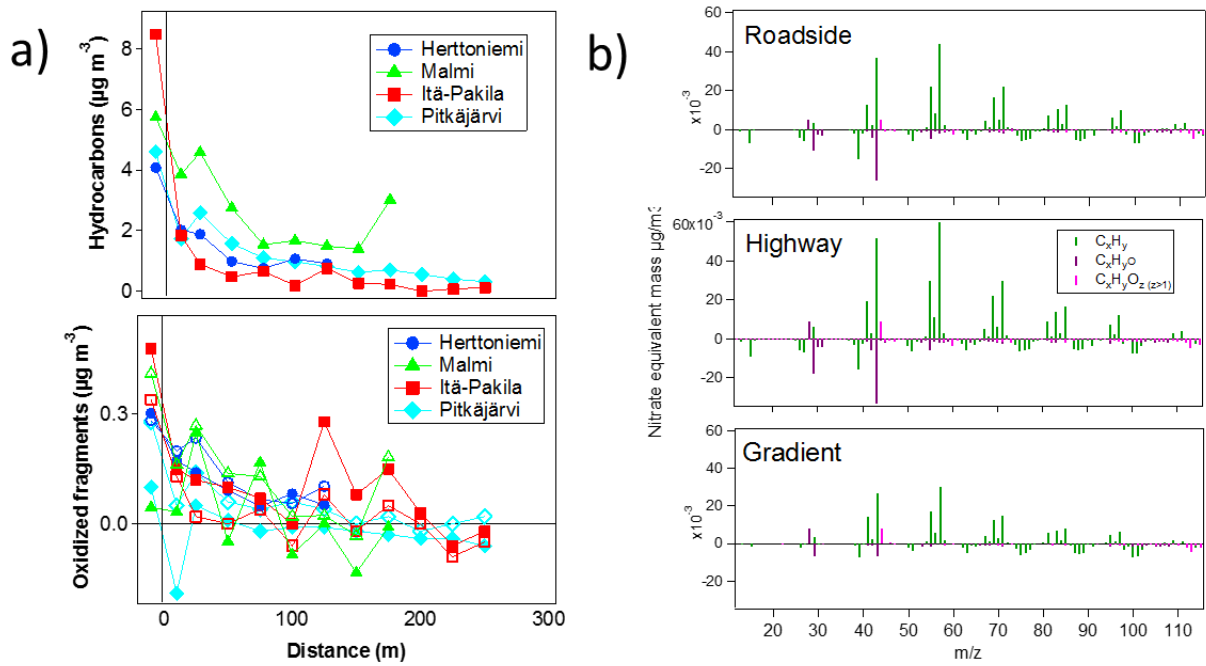 a)
Hydrocarbons (µg m⁻³)
8
6
4
2
0
Herttoniemi
Malmi
Itä-Pakila
Pitkäjärvi
Oxidized fragments (µg m⁻³)
0.3
0.0
Herttoniemi
Malmi
Itä-Pakila
Pitkäjärvi
0
100
200
300
Distance (m)
b)
Nitrate equivalent mass µg/m³
Roadside
60
40
20
0
-20
x10⁻³
Highway
60x10⁻³
40
20
0
-20
CₓHᵧ
CₓHᵧO
CₓHᵧO_z (z>1)
Gradient
60
40
20
0
-20
x10⁻³
20
30
40
50
60
70
80
90
100
110
m/z